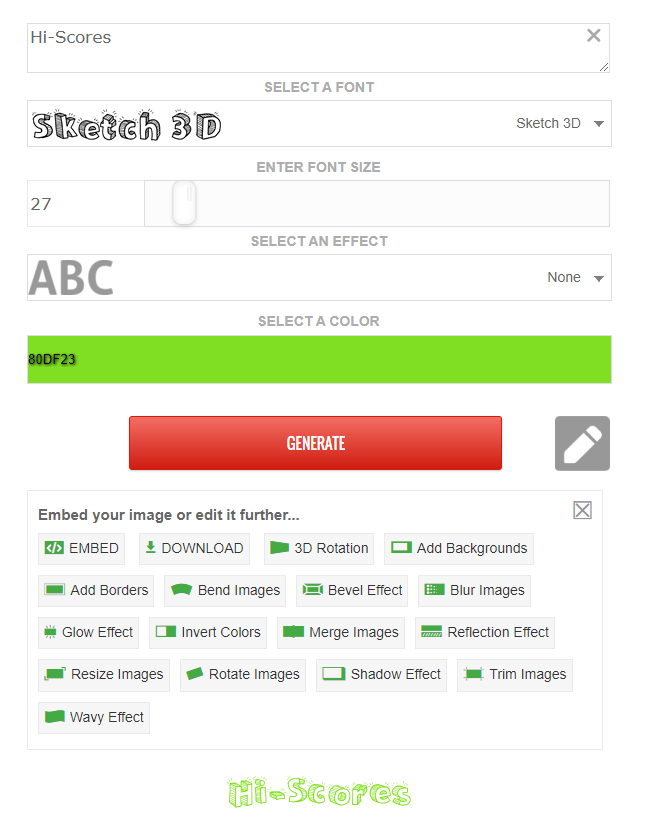 Hi-Scores
SELECT A FONT
Sketch 3D Sketch 3D
ENTER FONT SIZE
27
SELECT AN EFFECT
ABC None
SELECT A COLOR
80DF23
GENERATE
Embed your image or edit it further...
EMBED DOWNLOAD 3D Rotation Add Backgrounds
Add Borders Bend Images Bevel Effect Blur Images
Glow Effect Invert Colors Merge Images Reflection Effect
Resize Images Rotate Images Shadow Effect Trim Images
Wavy Effect
Hi-Scores